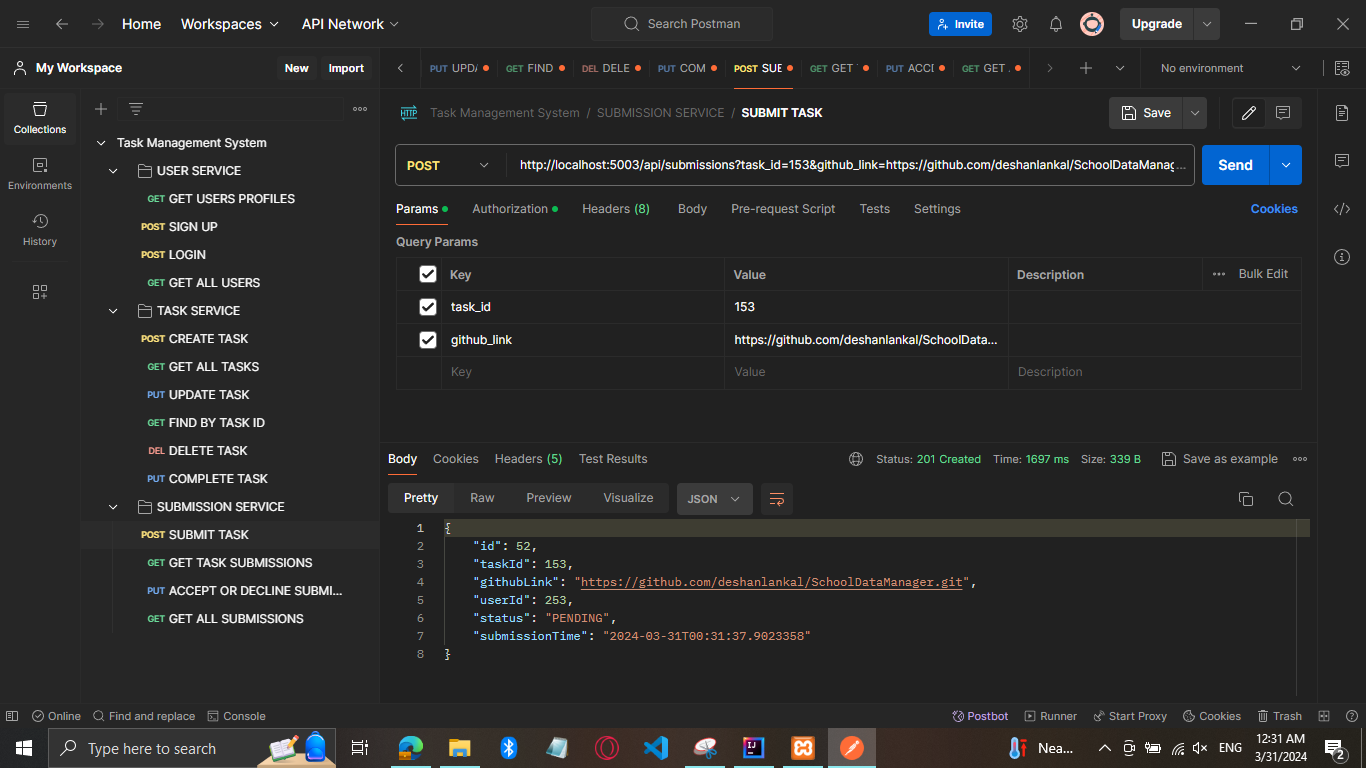 Home Workspaces API Network Search Postman Invite Upgrade
My Workspace New Import
PUT UPDA GET FIND DEL DELE PUT COM POST SUE GET PUT ACCI GET GET No environment
Collections
Environments
History
Task Management System
USER SERVICE
GET GET USERS PROFILES
POST SIGN UP
POST LOGIN
GET GET ALL USERS
TASK SERVICE
POST CREATE TASK
GET GET ALL TASKS
PUT UPDATE TASK
GET FIND BY TASK ID
DEL DELETE TASK
PUT COMPLETE TASK
SUBMISSION SERVICE
POST SUBMIT TASK
GET GET TASK SUBMISSIONS
PUT ACCEPT OR DECLINE SUBMI...
GET GET ALL SUBMISSIONS
HTTP Task Management System / SUBMISSION SERVICE / SUBMIT TASK Save
POST http://localhost:5003/api/submissions?task_id=153&github_link=https://github.com/deshanlankal/SchoolDataManag... Send
Params Authorization Headers (8) Body Pre-request Script Tests Settings Cookies
Query Params
Key Value Description Bulk Edit
task_id 153
github_link https://github.com/deshanlankal/SchoolData...
Key Value Description
Body Cookies Headers (5) Test Results Status: 201 Created Time: 1697 ms Size: 339 B Save as example
Pretty Raw Preview Visualize JSON
1 {
2 "id": 52,
3 "taskId": 153,
4 "githubLink": "https://github.com/deshanlankal/SchoolDataManager.git",
5 "userId": 253,
6 "status": "PENDING",
7 "submissionTime": "2024-03-31T00:31:37.9023358"
8 }
Online Find and replace Console Postbot Runner Start Proxy Cookies Trash
Type here to search Nea... ENG 12:31 AM
3/31/2024 2